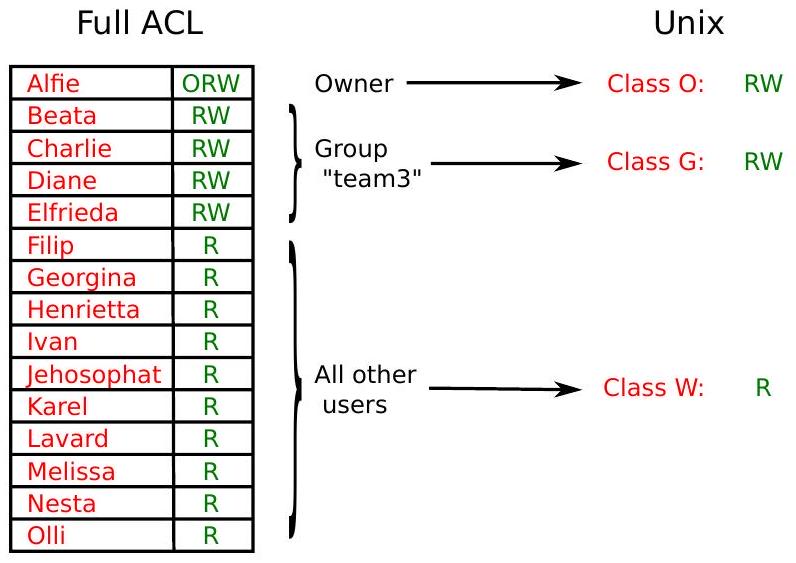 Full ACL
Unix
Alfie ORW
Beata RW
Charlie RW
Diane RW
Elfrieda RW
Filip R
Georgina R
Henrietta R
Ivan R
Jehosophat R
Karel R
Lavard R
Melissa R
Nesta R
Olli R
Owner
Group
"team3"
All other
users
Class O: RW
Class G: RW
Class W: R